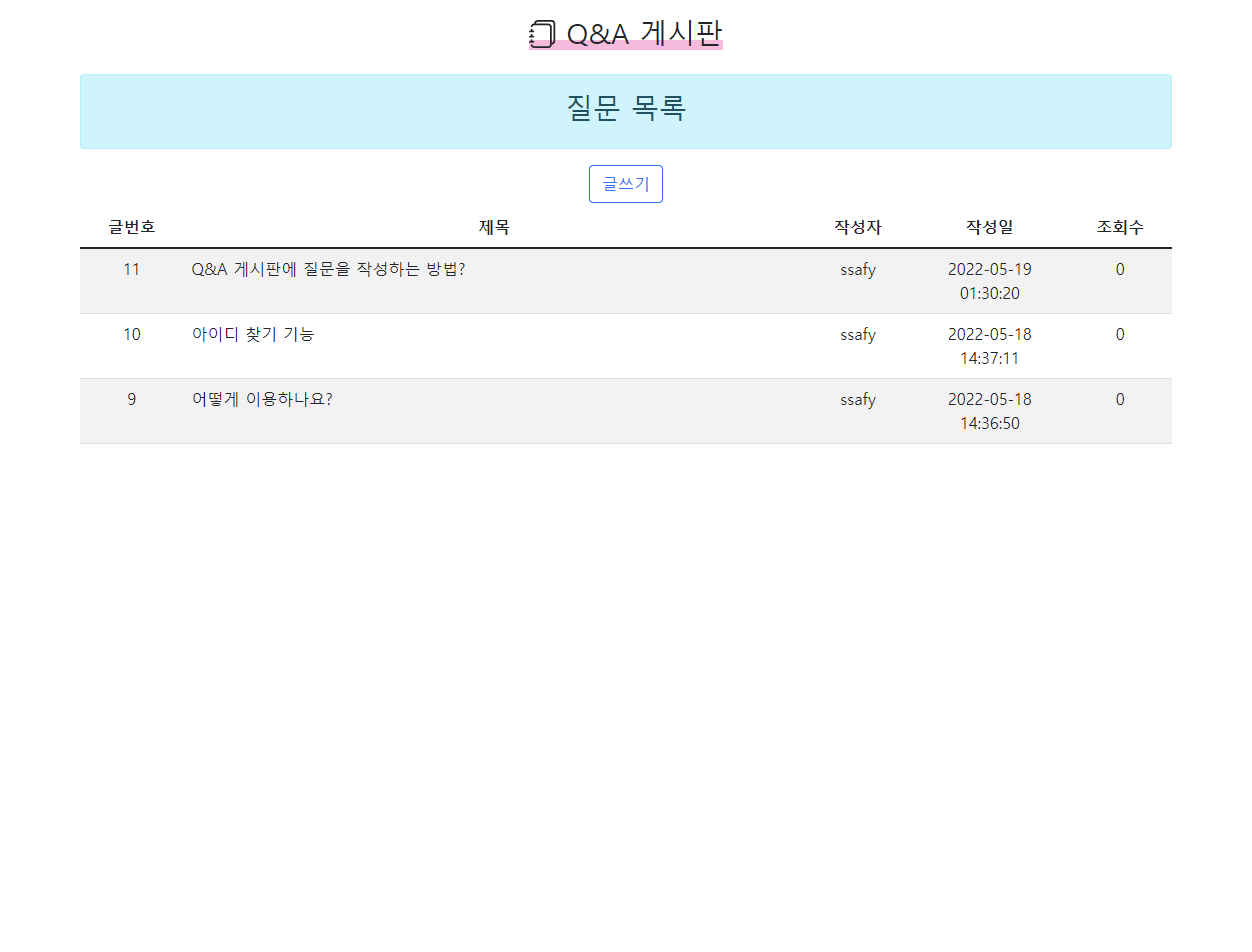 Q&A 게시판
질문 목록
글쓰기
글번호 제목 작성자 작성일 조회수
11 Q&A 게시판에 질문을 작성하는 방법? ssafy 2022-05-19 0
01:30:20
10 아이디 찾기 기능 ssafy 2022-05-18 0
14:37:11
9 어떻게 이용하나요? ssafy 2022-05-18 0
14:36:50